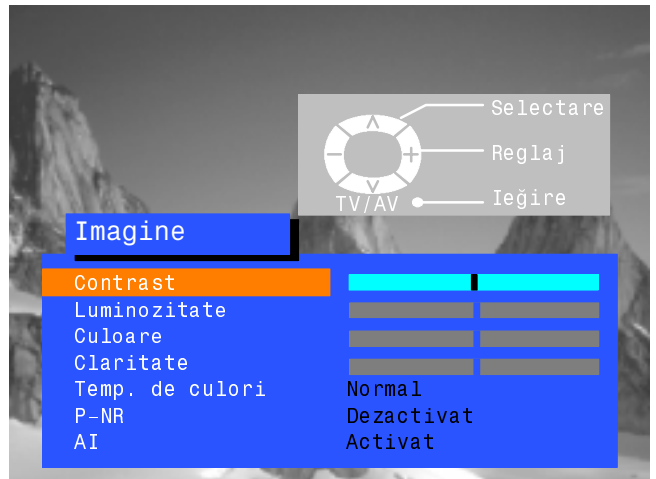 Selectare
Reglaj
TV/AV
Ieğire
Imagine
Contrast
Luminozitate
Culoare
Claritate
Temp. de culori Normal
P-NR Dezactivat
AI Activat